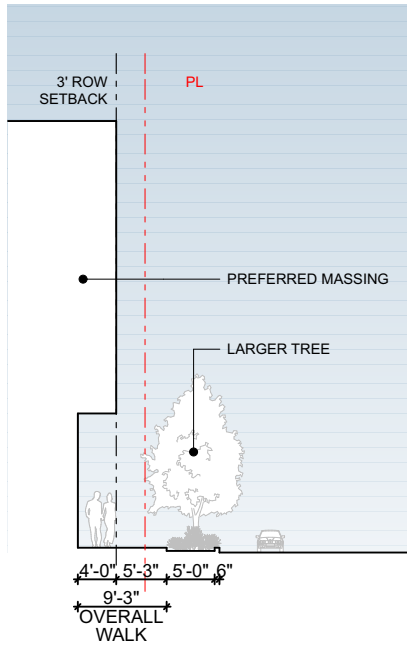 3' ROW
SETBACK
PL
PREFERRED MASSING
LARGER TREE
4'-0" 5'-3" 5'-0" 6"
9'-3"
OVERALL
WALK